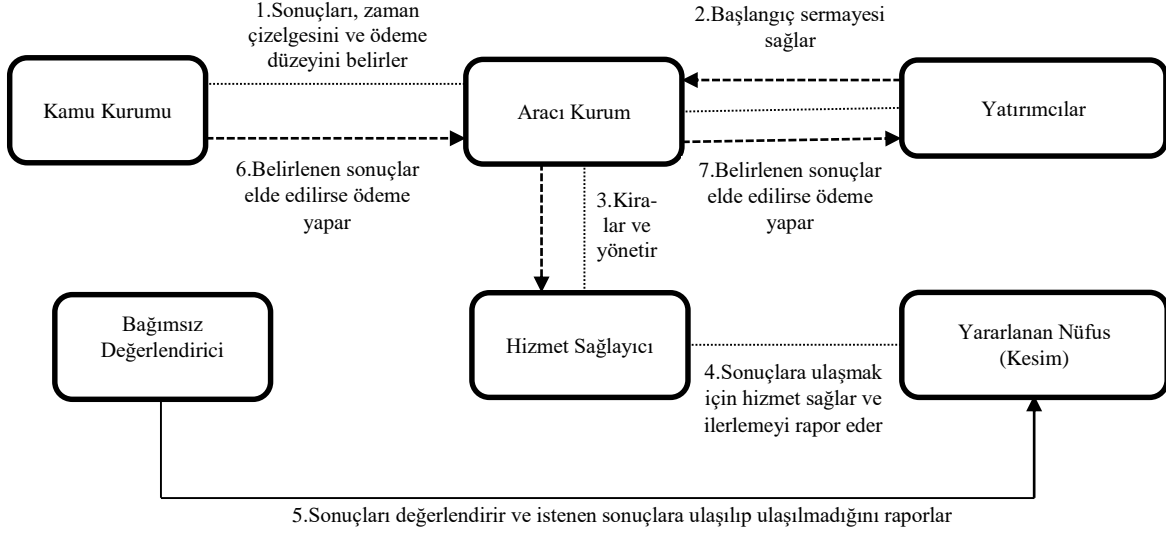 1.Sonuçları, zaman
çizelgesini ve ödeme
düzeyini belirler
2.Başlangıç sermayesi
sağlar
Kamu Kurumu
Aracı Kurum
Yatırımcılar
6.Belirlenen sonuçlar
elde edilirse ödeme
yapar
3.Kira-
lar ve
yönetir
7.Belirlenen sonuçlar
elde edilirse ödeme
yapar
Bağımsız
Değerlendirici
Hizmet Sağlayıcı
Yararlanan Nüfus
(Kesim)
4.Sonuçlara ulaşmak
için hizmet sağlar ve
ilerlemeyi rapor eder
5.Sonuçları değerlendirir ve istenen sonuçlara ulaşılıp ulaşılmadığını raporlar